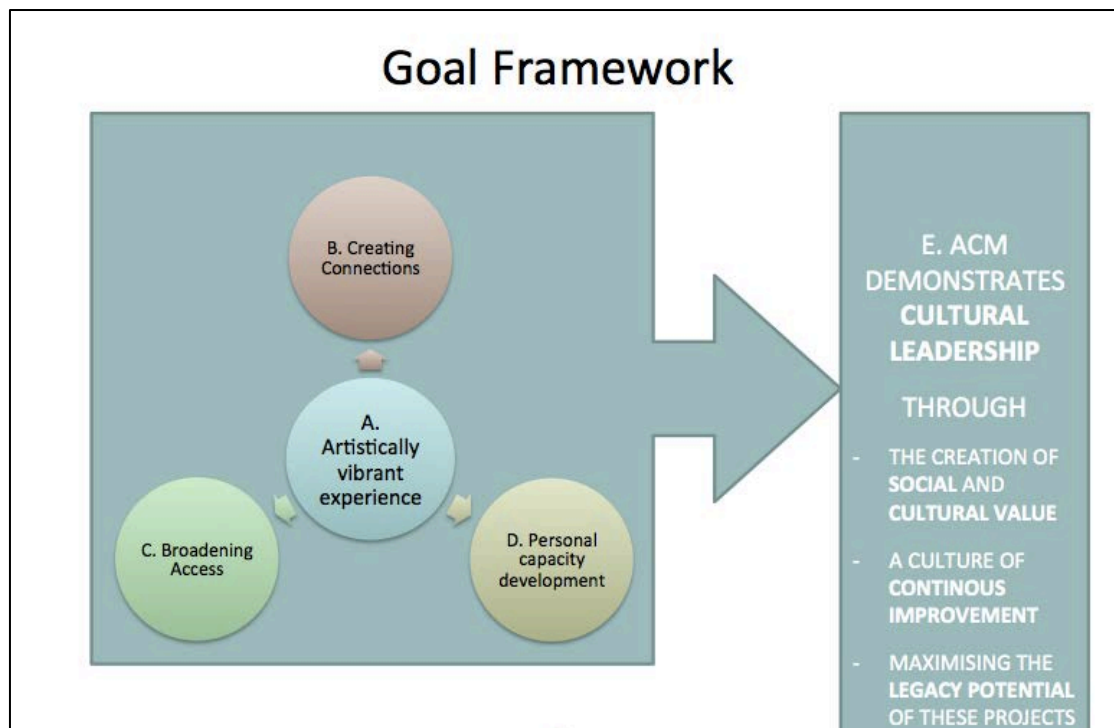 Goal Framework
B. Creating
Connections
A.
Artistically
vibrant
experience
C. Broadening
Access
D. Personal
capacity
development
E. ACM
DEMONSTRATES
CULTURAL
LEADERSHIP
THROUGH
- THE CREATION OF
SOCIAL AND
CULTURAL VALUE
- A CULTURE OF
CONTINOUS
IMPROVEMENT
- MAXIMISING THE
LEGACY POTENTIAL
OF THESE PROJECTS